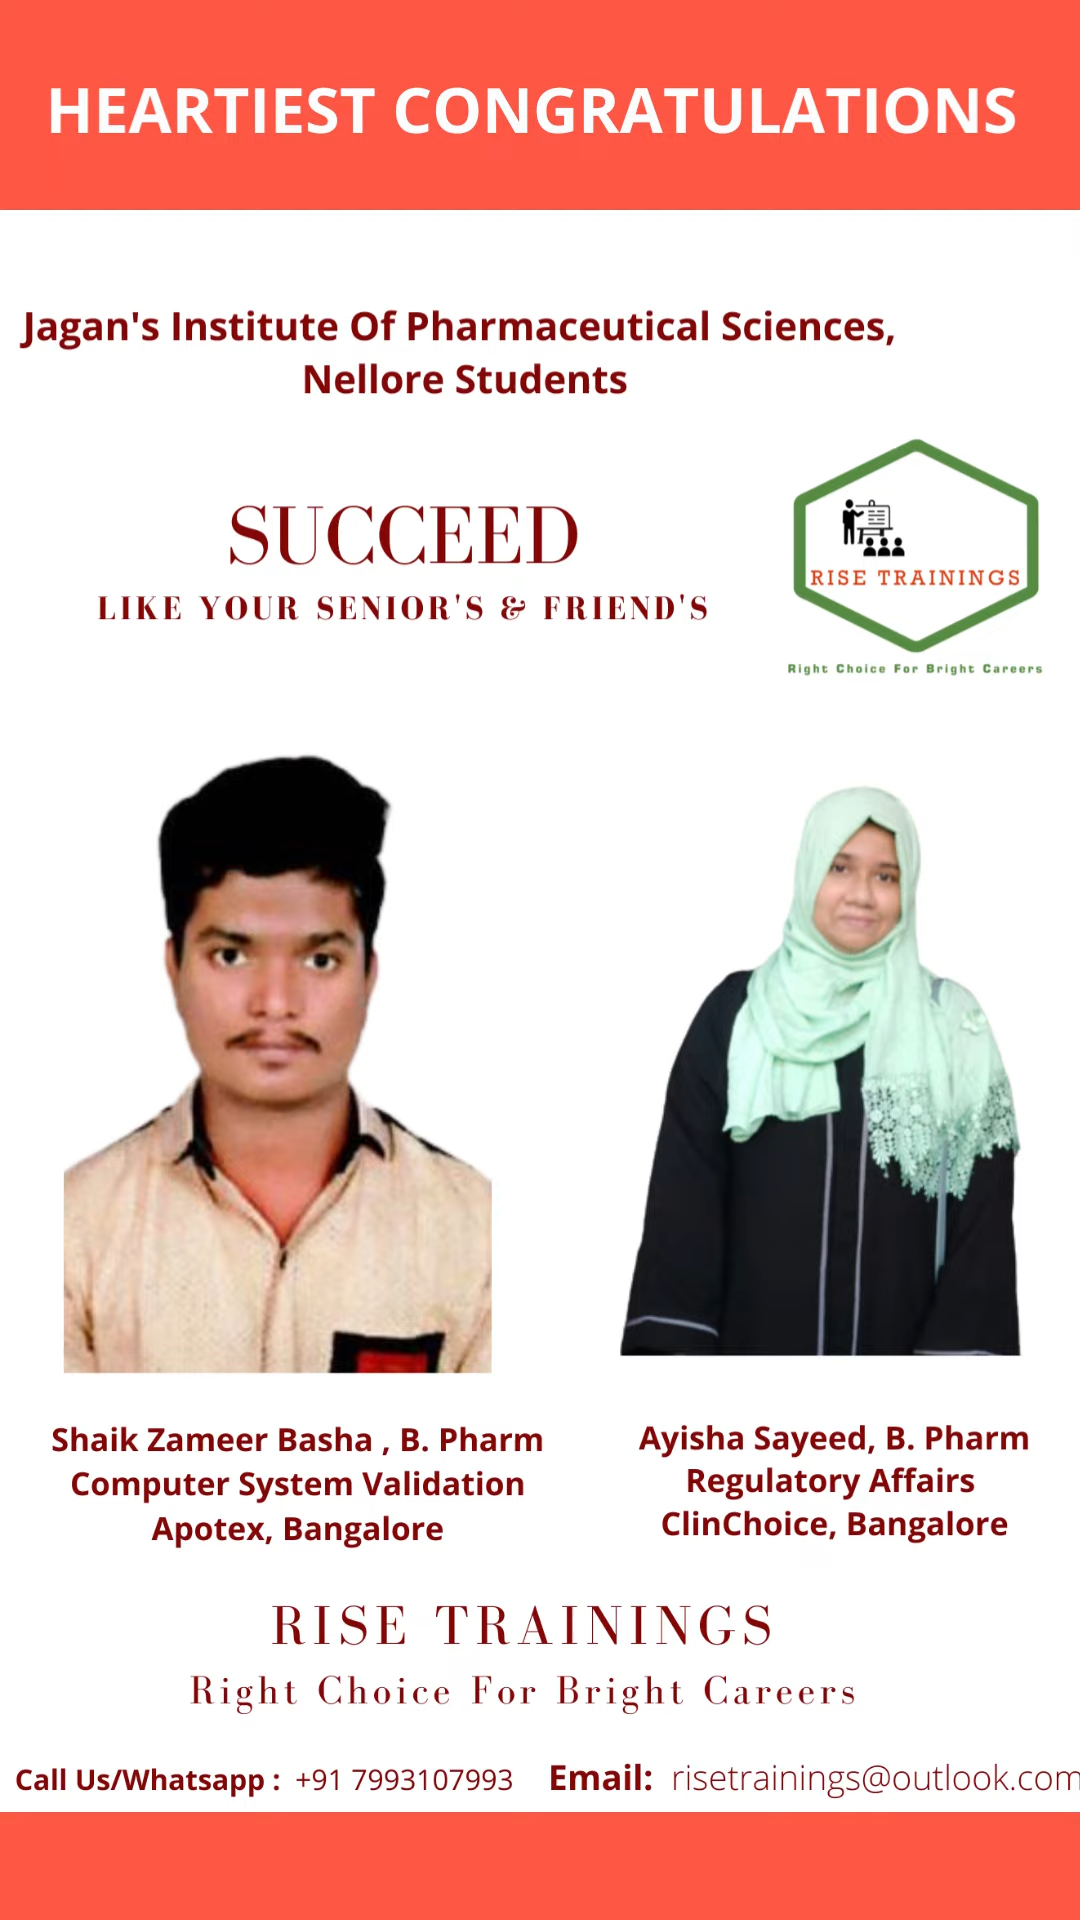 HEARTIEST CONGRATULATIONS
Jagan's Institute Of Pharmaceutical Sciences,
Nellore Students
SUCCEED
LIKE YOUR SENIOR'S & FRIEND'S
RISE TRAININGS
Right Choice For Bright Careers
Shaik Zameer Basha , B. Pharm
Computer System Validation
Apotex, Bangalore
Ayisha Sayeed, B. Pharm
Regulatory Affairs
ClinChoice, Bangalore
RISE TRAININGS
Right Choice For Bright Careers
Call Us/Whatsapp : +91 7993107993 Email: risetrainings@outlook.com